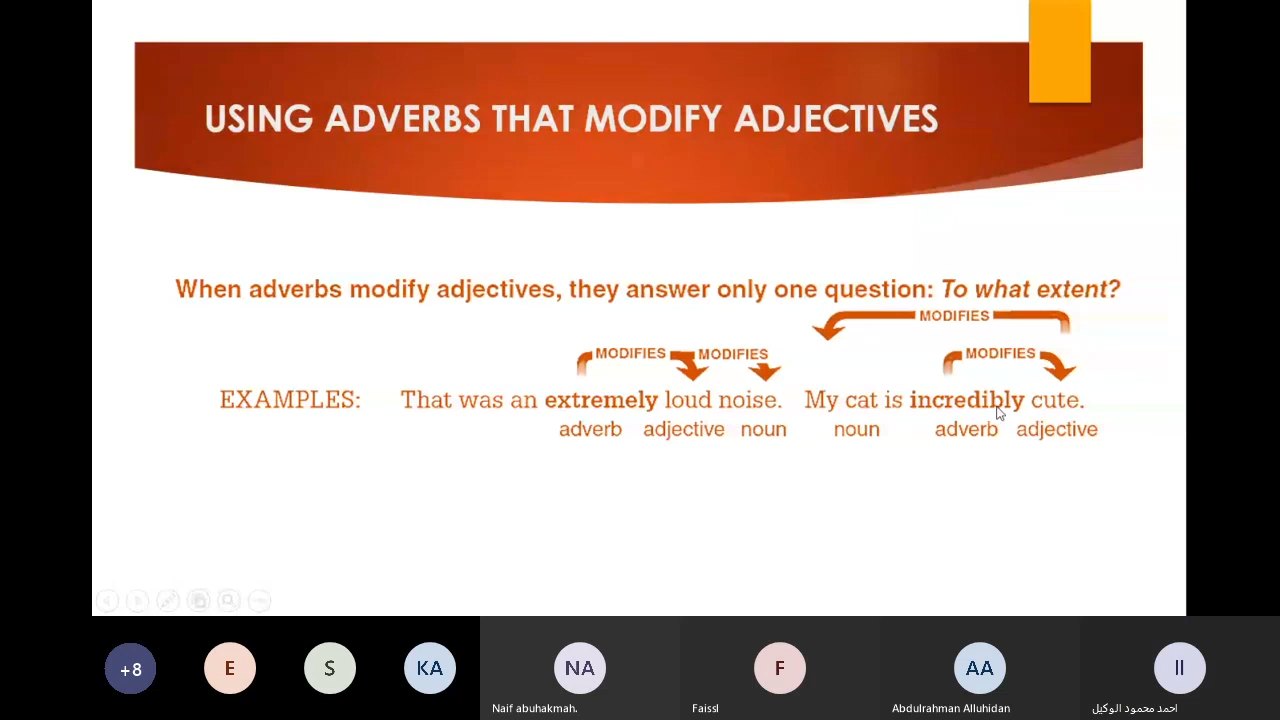 USING ADVERBS THAT MODIFY ADJECTIVES
When adverbs modify adjectives, they answer only one question: To what extent?
MODIFIES
MODIFIES MODIFIES MODIFIES
EXAMPLES: That was an extremely loud noise. My cat is incredibly cute.
adverb adjective noun noun adverb adjective
+8 E S KA NA F AA اا
Naif abuhakmah. Faissl Abdulrahman Alluhidan احمد محمود الوكيل